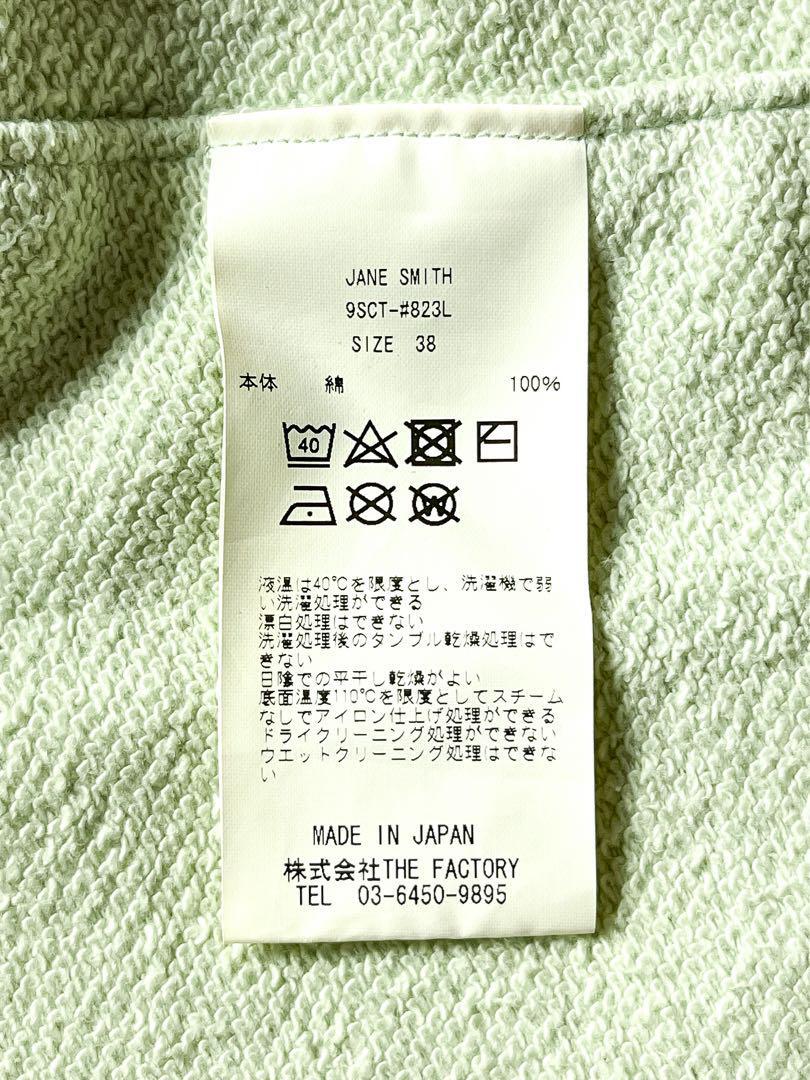 JANE SMITH
9SCT-#823L
SIZE 38
本体 綿 100%
40
W
液温は40℃を限度とし、洗濯機で弱
い洗濯処理ができる
漂白処理はできない
洗濯処理後のタンブル乾燥処理はで
きない
日陰での平干し乾燥がよい
底面温度110℃を限度としてスチーム
なしでアイロン仕上げ処理ができる
ドライクリーニング処理ができない
ウエットクリーニング処理はできな
い
MADE IN JAPAN
株式会社THE FACTORY
TEL 03-6450-9895